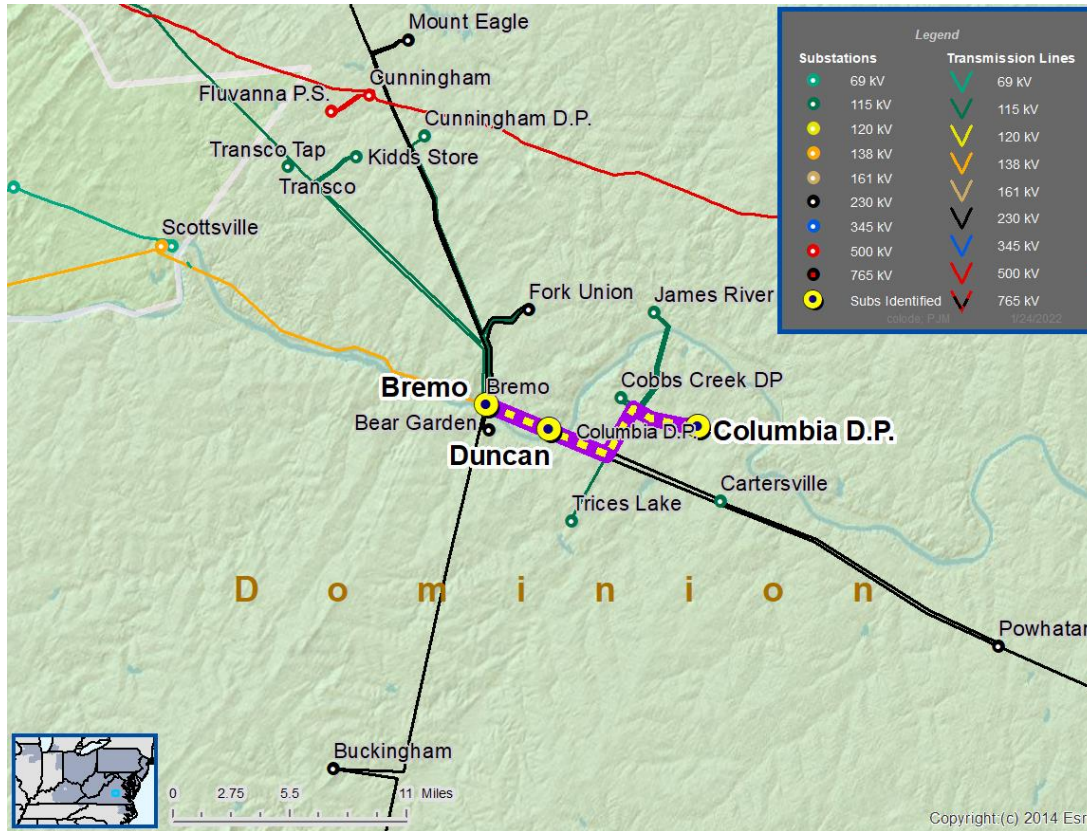 Mount Eagle
Cunningham
Fluvanna P.S.
Cunningham D.P.
Transco Tap
Kidds Store
Transco
Scottsville
Fork Union
James River
Bremo
Bremo
Cobbs Creek DP
Bear Garden
Columbia D.P.
Columbia D.P.
Duncan
Cartersville
Trices Lake
Dominion
Powhatan
Buckingham
0 2.75 5.5 11 Miles
Copyright:(c) 2014 Esr
Legend
Substations Transmission Lines
69 kV 69 kV
115 kV 115 kV
120 kV 120 kV
138 kV 138 kV
161 kV 161 kV
230 kV 230 kV
345 kV 345 kV
500 kV 500 kV
765 kV 765 kV
Subs Identified
colode, PJM 1/24/2022